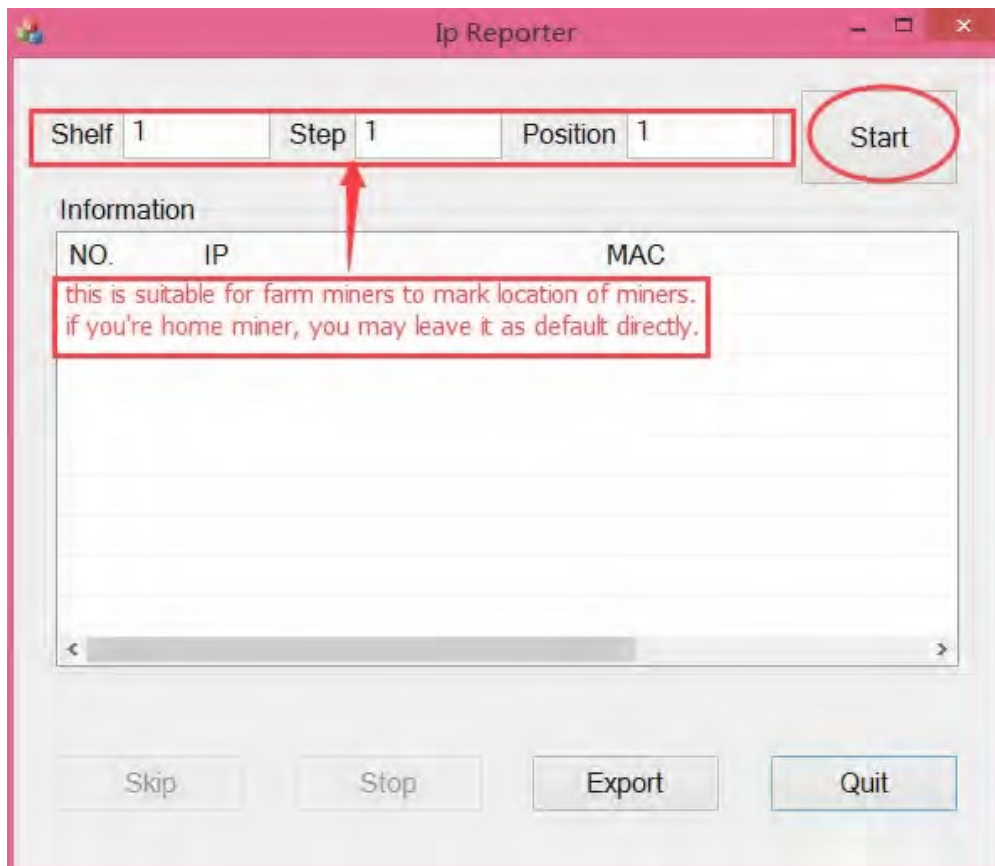 Ip Reporter
Shelf 1 Step 1 Position 1 Start
Information
NO. IP MAC
this is suitable for farm miners to mark location of miners.
if you're home miner, you may leave it as default directly.
Skip Stop Export Quit